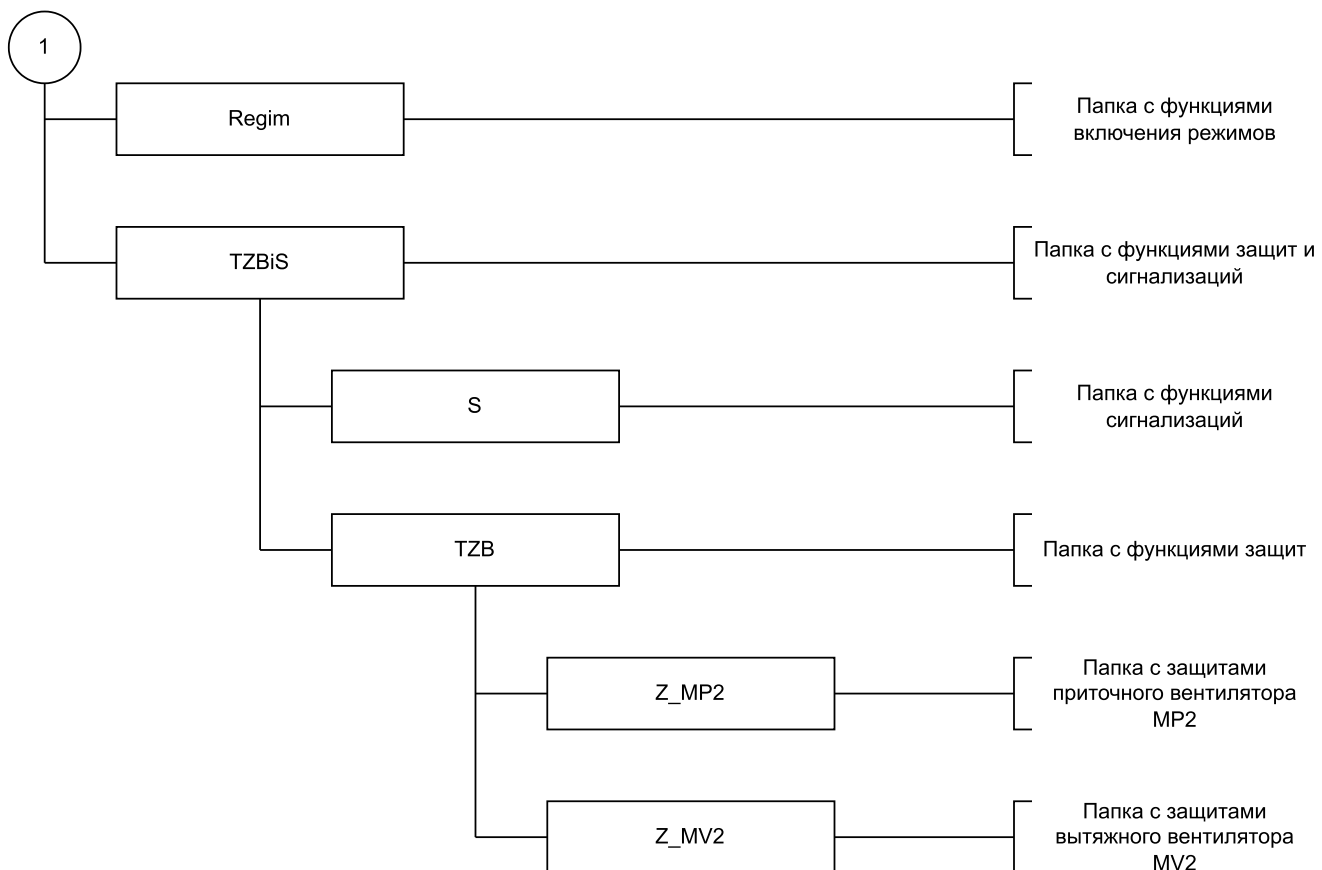 1
Regim
Папка с функциями
включения режимов
TZBiS
Папка с функциями защит и
сигнализаций
S
Папка с функциями
сигнализаций
TZB
Папка с функциями защит
Z_MP2
Папка с защитами
приточного вентилятора
MP2
Z_MV2
Папка с защитами
вытяжного вентилятора
MV2